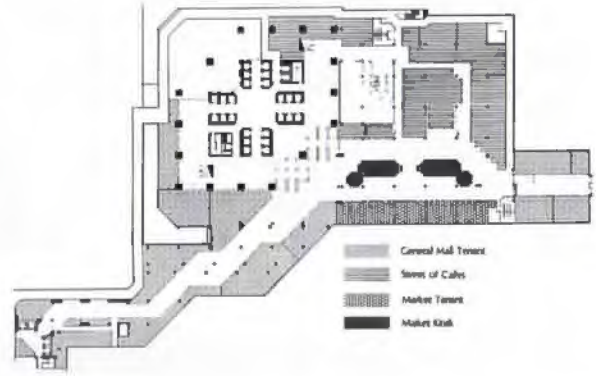 General Mall Tenant
Street of Cafes
Market Tenant
Market Kiosk